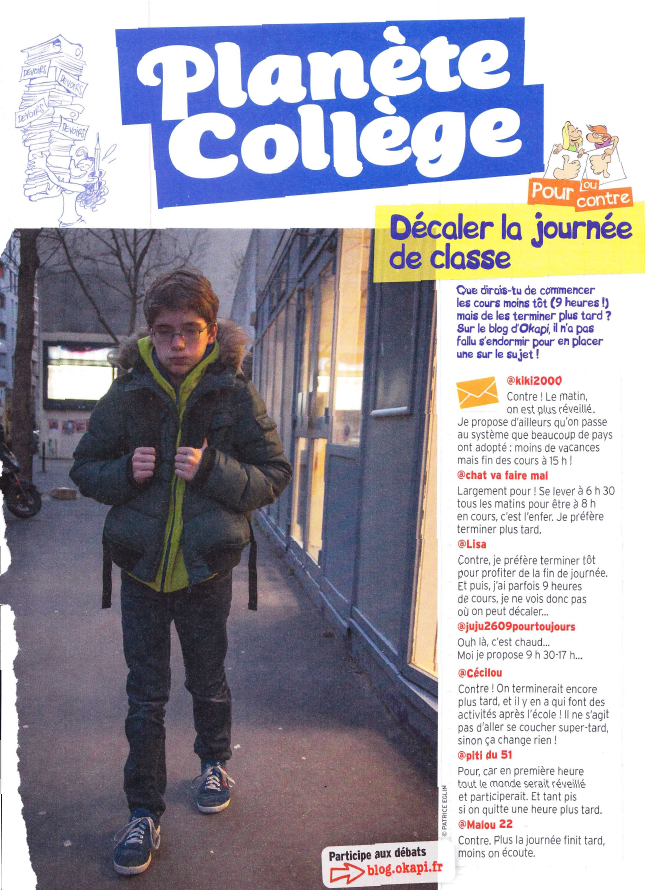 DEVOIRS
DEVOIRS
DEVOIRS
DEVOIRS
Planète
Collège
Pour ou contre
Décaler la journée
de classe
Que dirais-tu de commencer
les cours moins tôt (9 heures !)
mais de les terminer plus tard ?
Sur le blog d'Okapi, il n'a pas
fallu s'endormir pour en placer
une sur le sujet !
@kiki2000
Contre ! Le matin,
on est plus réveillé.
Je propose d'ailleurs qu'on passe
au système que beaucoup de pays
ont adopté : moins de vacances
mais fin des cours à 15 h !
@chat va faire mal
Largement pour ! Se lever à 6 h 30
tous les matins pour être à 8 h
en cours, c'est l'enfer. Je préfère
terminer plus tard.
@Lisa
Contre, je préfère terminer tôt
pour profiter de la fin de journée.
Et puis, j'ai parfois 9 heures
de cours, je ne vois donc pas
où on peut décaler...
@juju2609pourtoujours
Ouh là, c'est chaud...
Moi je propose 9 h 30-17 h...
@Cécilou
Contre ! On terminerait encore
plus tard, et il y en a qui font des
activités après l'école ! Il ne s'agit
pas d'aller se coucher super-tard,
sinon ça change rien !
@piti du 51
Pour, car en première heure
tout le monde serait réveillé
et participerait. Et tant pis
si on quitte une heure plus tard.
@Malou 22
Contre. Plus la journée finit tard,
moins on écoute.
© PATRICE EGLIN
Participe aux débats
blog.okapi.fr